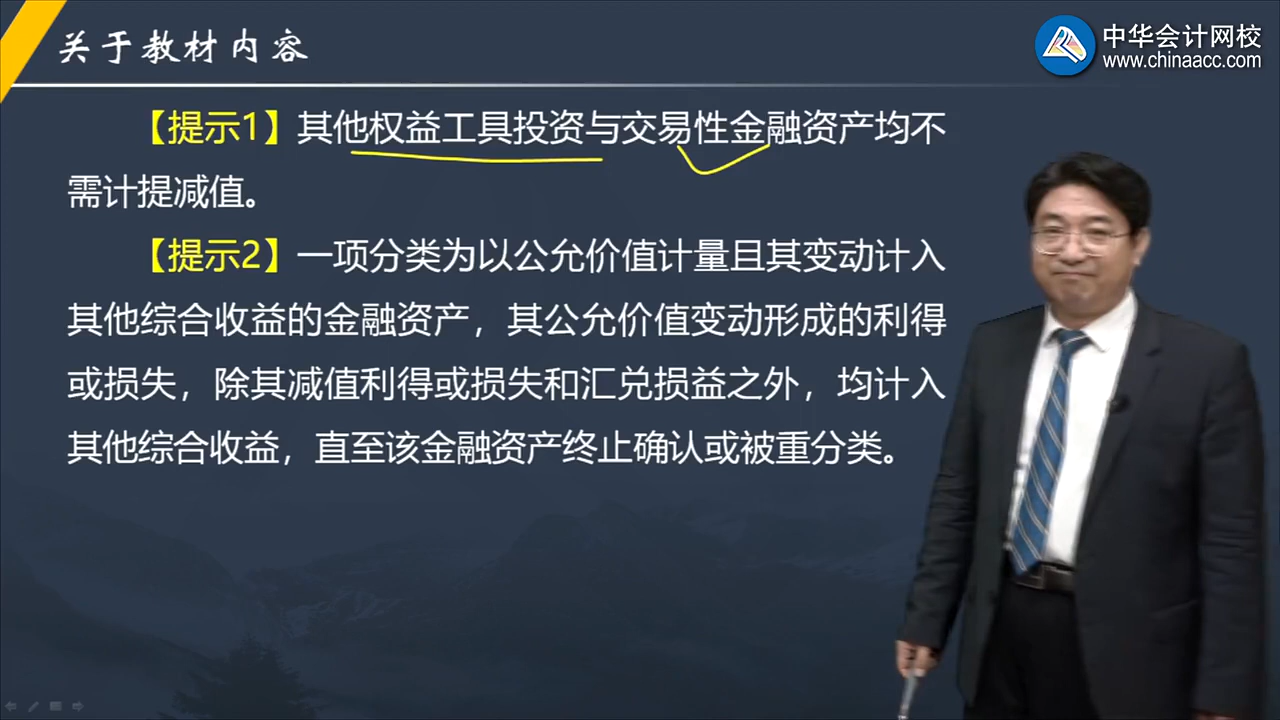 关于教材内容
中华会计网校
www.chinaacc.com
【提示1】其他权益工具投资与交易性金融资产均不
需计提减值。
【提示2】一项分类为以公允价值计量且其变动计入
其他综合收益的金融资产，其公允价值变动形成的利得
或损失，除其减值利得或损失和汇兑损益之外，均计入
其他综合收益，直至该金融资产终止确认或被重分类。